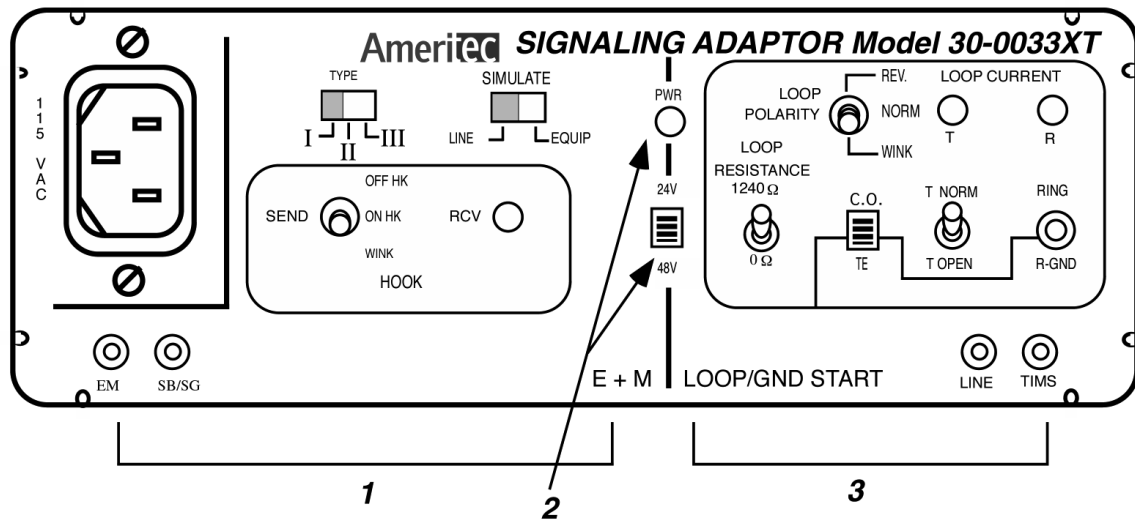 Ameritec SIGNALING ADAPTOR Model 30-0033XT
115 VAC
TYPE
I II III
SIMULATE
LINE EQUIP
SEND
OFF HK
ON HK
WINK
RCV
HOOK
EM
SB/SG
E + M
PWR
24V
48V
LOOP POLARITY
REV.
NORM
WINK
LOOP CURRENT
T
R
LOOP
RESISTANCE
1240 Ω
0 Ω
C.O.
TE
T NORM
T OPEN
RING
R-GND
LOOP/GND START
LINE
TIMS
1
2
3